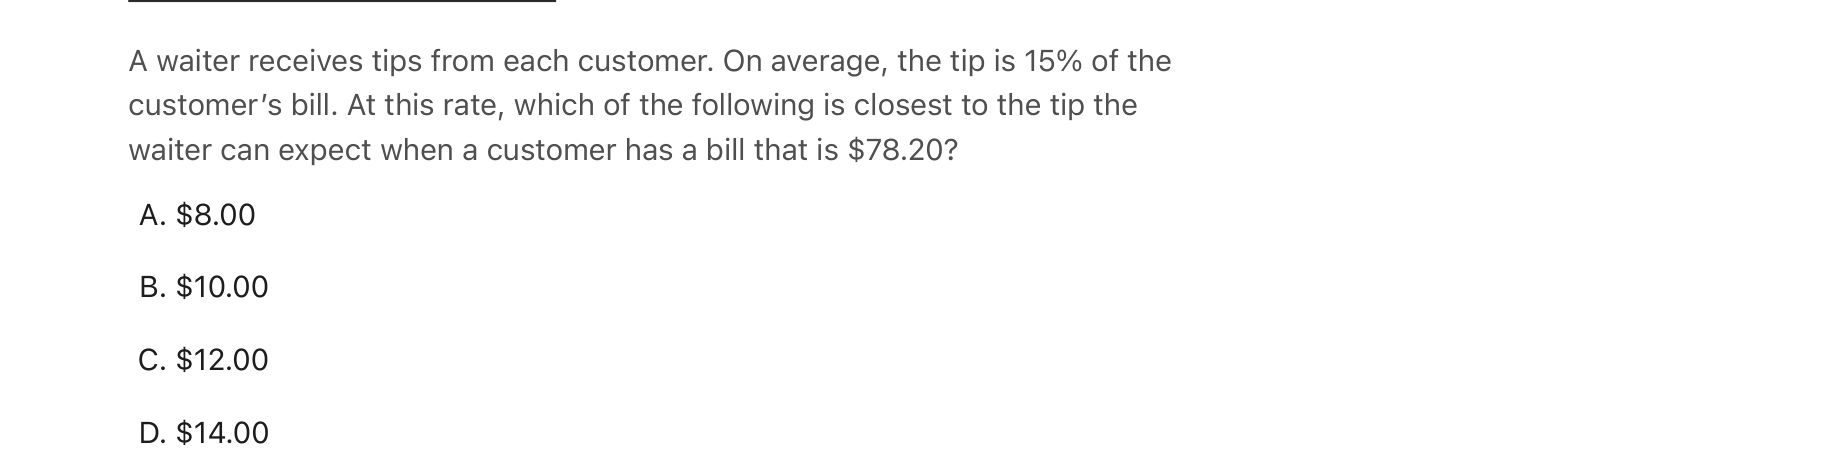 A waiter receives tips from each customer. On average, the tip is 15% of the
customer’s bill. At this rate, which of the following is closest to the tip the
waiter can expect when a customer has a bill that is $78.20?
A. $8.00
B. $10.00
C. $12.00
D. $14.00